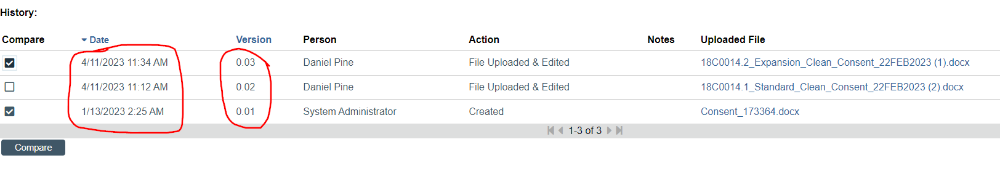 History:
Compare Date Version Person Action Notes Uploaded File
4/11/2023 11:34 AM 0.03 Daniel Pine File Uploaded & Edited 18C0014.2_Expansion_Clean_Consent_22FEB2023 (1).docx
4/11/2023 11:12 AM 0.02 Daniel Pine File Uploaded & Edited 18C0014.1_Standard_Clean_Consent_22FEB2023 (2).docx
1/13/2023 2:25 AM 0.01 System Administrator Created Consent_173364.docx
1-3 of 3
Compare